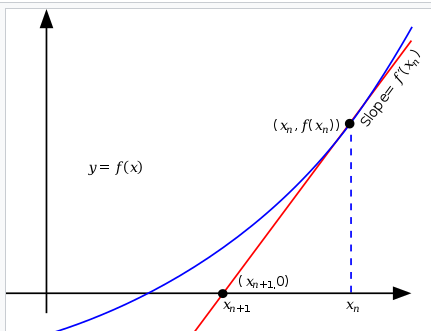 Slope= f′(xₙ)
(xₙ, f(xₙ))
y = f(x)
(xₙ₊₁,0)
xₙ₊₁
xₙ